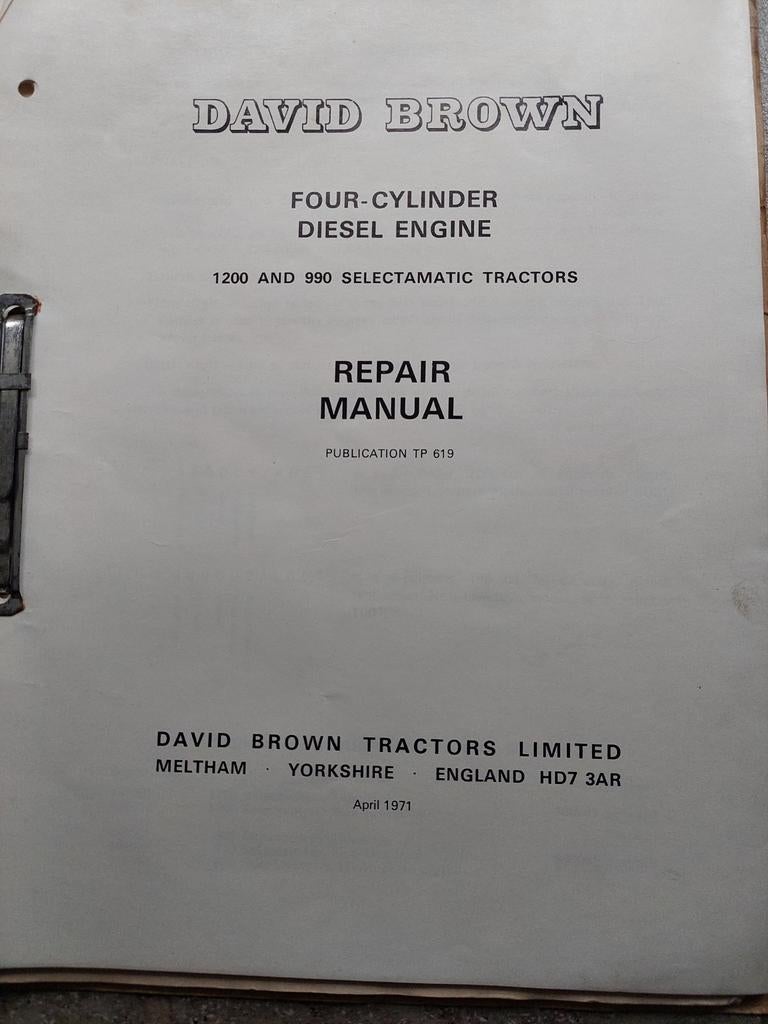 DAVID BROWN
FOUR-CYLINDER
DIESEL ENGINE
1200 AND 990 SELECTAMATIC TRACTORS
REPAIR
MANUAL
PUBLICATION TP 619
DAVID BROWN TRACTORS LIMITED
MELTHAM · YORKSHIRE · ENGLAND HD7 3AR
April 1971